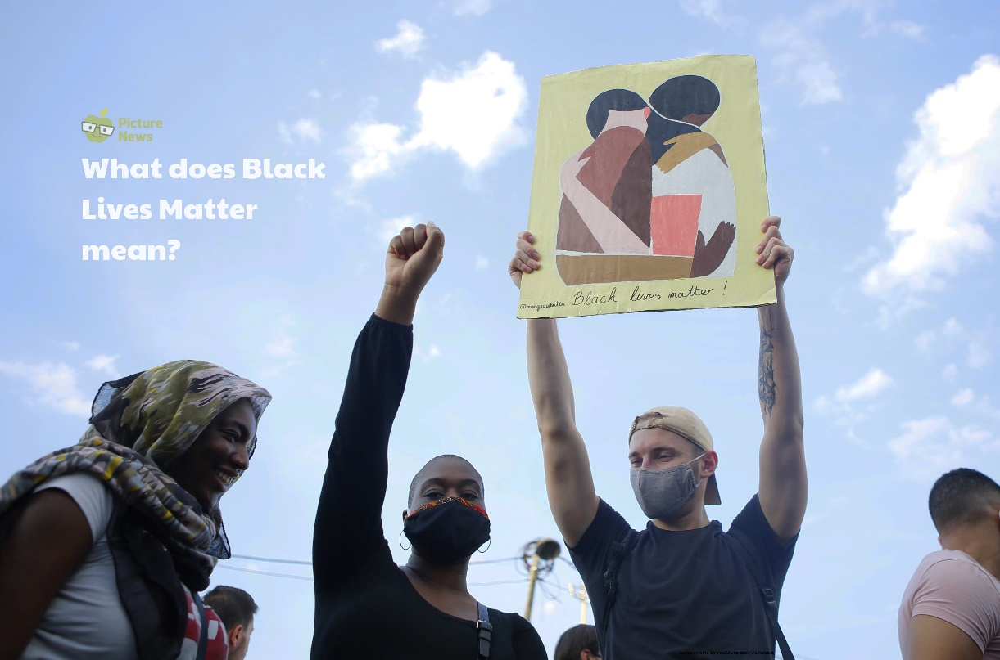 Picture
News
What does Black
Lives Matter
mean?
Black lives matter !